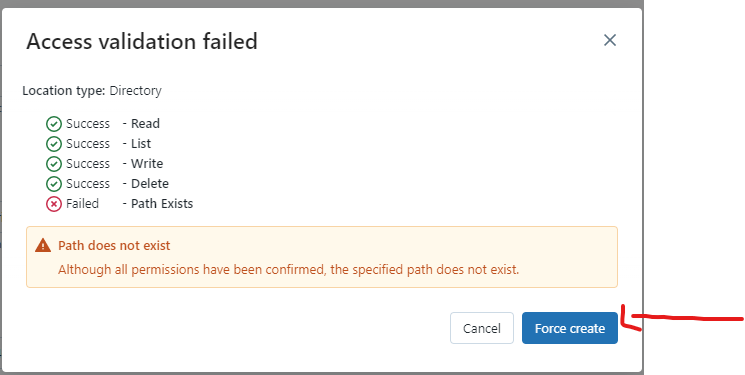 Access validation failed
Location type: Directory
Success - Read
Success - List
Success - Write
Success - Delete
Failed - Path Exists
Path does not exist
Although all permissions have been confirmed, the specified path does not exist.
Cancel Force create